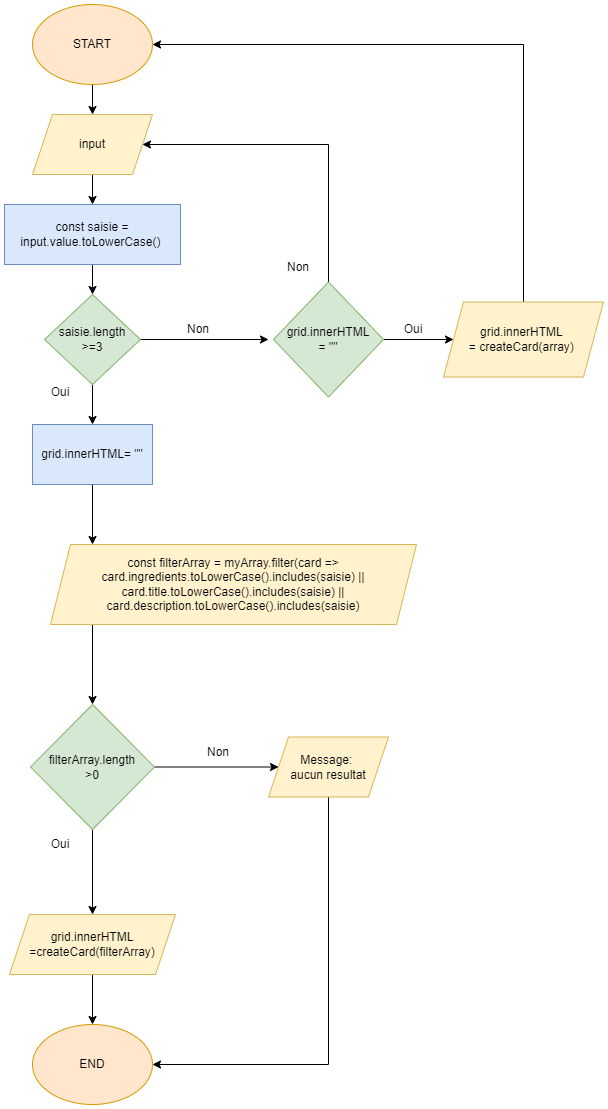 START
input
const saisie =
input.value.toLowerCase()
Non
saisie.length
>=3
Non
grid.innerHTML
= ""
Oui
grid.innerHTML
= createCard(array)
Oui
grid.innerHTML= ""
const filterArray = myArray.filter(card =>
card.ingredients.toLowerCase().includes(saisie) ||
card.title.toLowerCase().includes(saisie) ||
card.description.toLowerCase().includes(saisie)
filterArray.length
>0
Non
Message:
aucun resultat
Oui
grid.innerHTML
=createCard(filterArray)
END